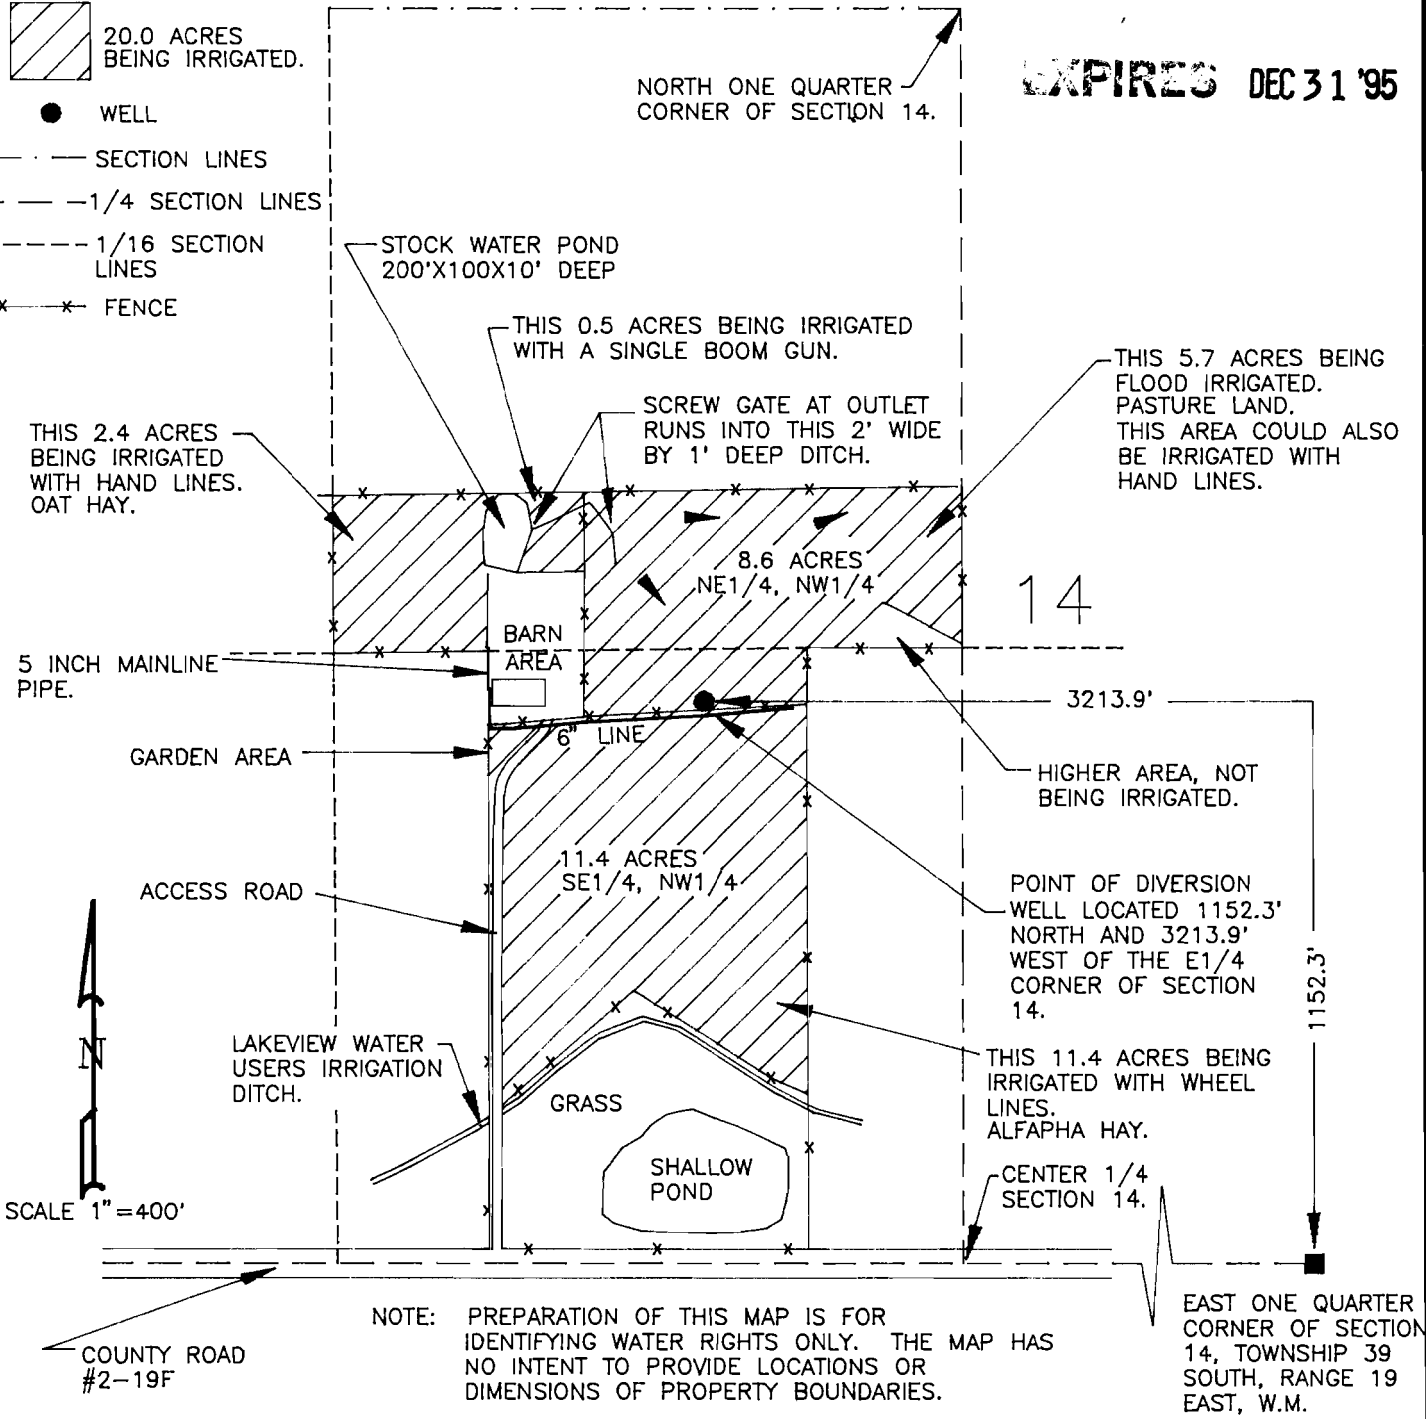 20.0 ACRES
BEING IRRIGATED.
WELL
SECTION LINES
1/4 SECTION LINES
1/16 SECTION
LINES
FENCE
NORTH ONE QUARTER
CORNER OF SECTION 14.
EXPIRES DEC 31 '95
STOCK WATER POND
200'X100X10' DEEP
THIS 0.5 ACRES BEING IRRIGATED
WITH A SINGLE BOOM GUN.
SCREW GATE AT OUTLET
RUNS INTO THIS 2' WIDE
BY 1' DEEP DITCH.
THIS 5.7 ACRES BEING
FLOOD IRRIGATED.
PASTURE LAND.
THIS AREA COULD ALSO
BE IRRIGATED WITH
HAND LINES.
THIS 2.4 ACRES
BEING IRRIGATED
WITH HAND LINES.
OAT HAY.
8.6 ACRES
NE1/4, NW1/4
14
BARN
AREA
5 INCH MAINLINE
PIPE.
3213.9'
6" LINE
GARDEN AREA
HIGHER AREA, NOT
BEING IRRIGATED.
11.4 ACRES
SE1/4, NW1/4
ACCESS ROAD
POINT OF DIVERSION
WELL LOCATED 1152.3'
NORTH AND 3213.9'
WEST OF THE E1/4
CORNER OF SECTION
14.
1152.3'
N
LAKEVIEW WATER
USERS IRRIGATION
DITCH.
THIS 11.4 ACRES BEING
IRRIGATED WITH WHEEL
LINES.
ALFAPHA HAY.
GRASS
SHALLOW
POND
CENTER 1/4
SECTION 14.
SCALE 1"=400'
COUNTY ROAD
#2-19F
NOTE: PREPARATION OF THIS MAP IS FOR
IDENTIFYING WATER RIGHTS ONLY. THE MAP HAS
NO INTENT TO PROVIDE LOCATIONS OR
DIMENSIONS OF PROPERTY BOUNDARIES.
EAST ONE QUARTER
CORNER OF SECTION
14, TOWNSHIP 39
SOUTH, RANGE 19
EAST, W.M.